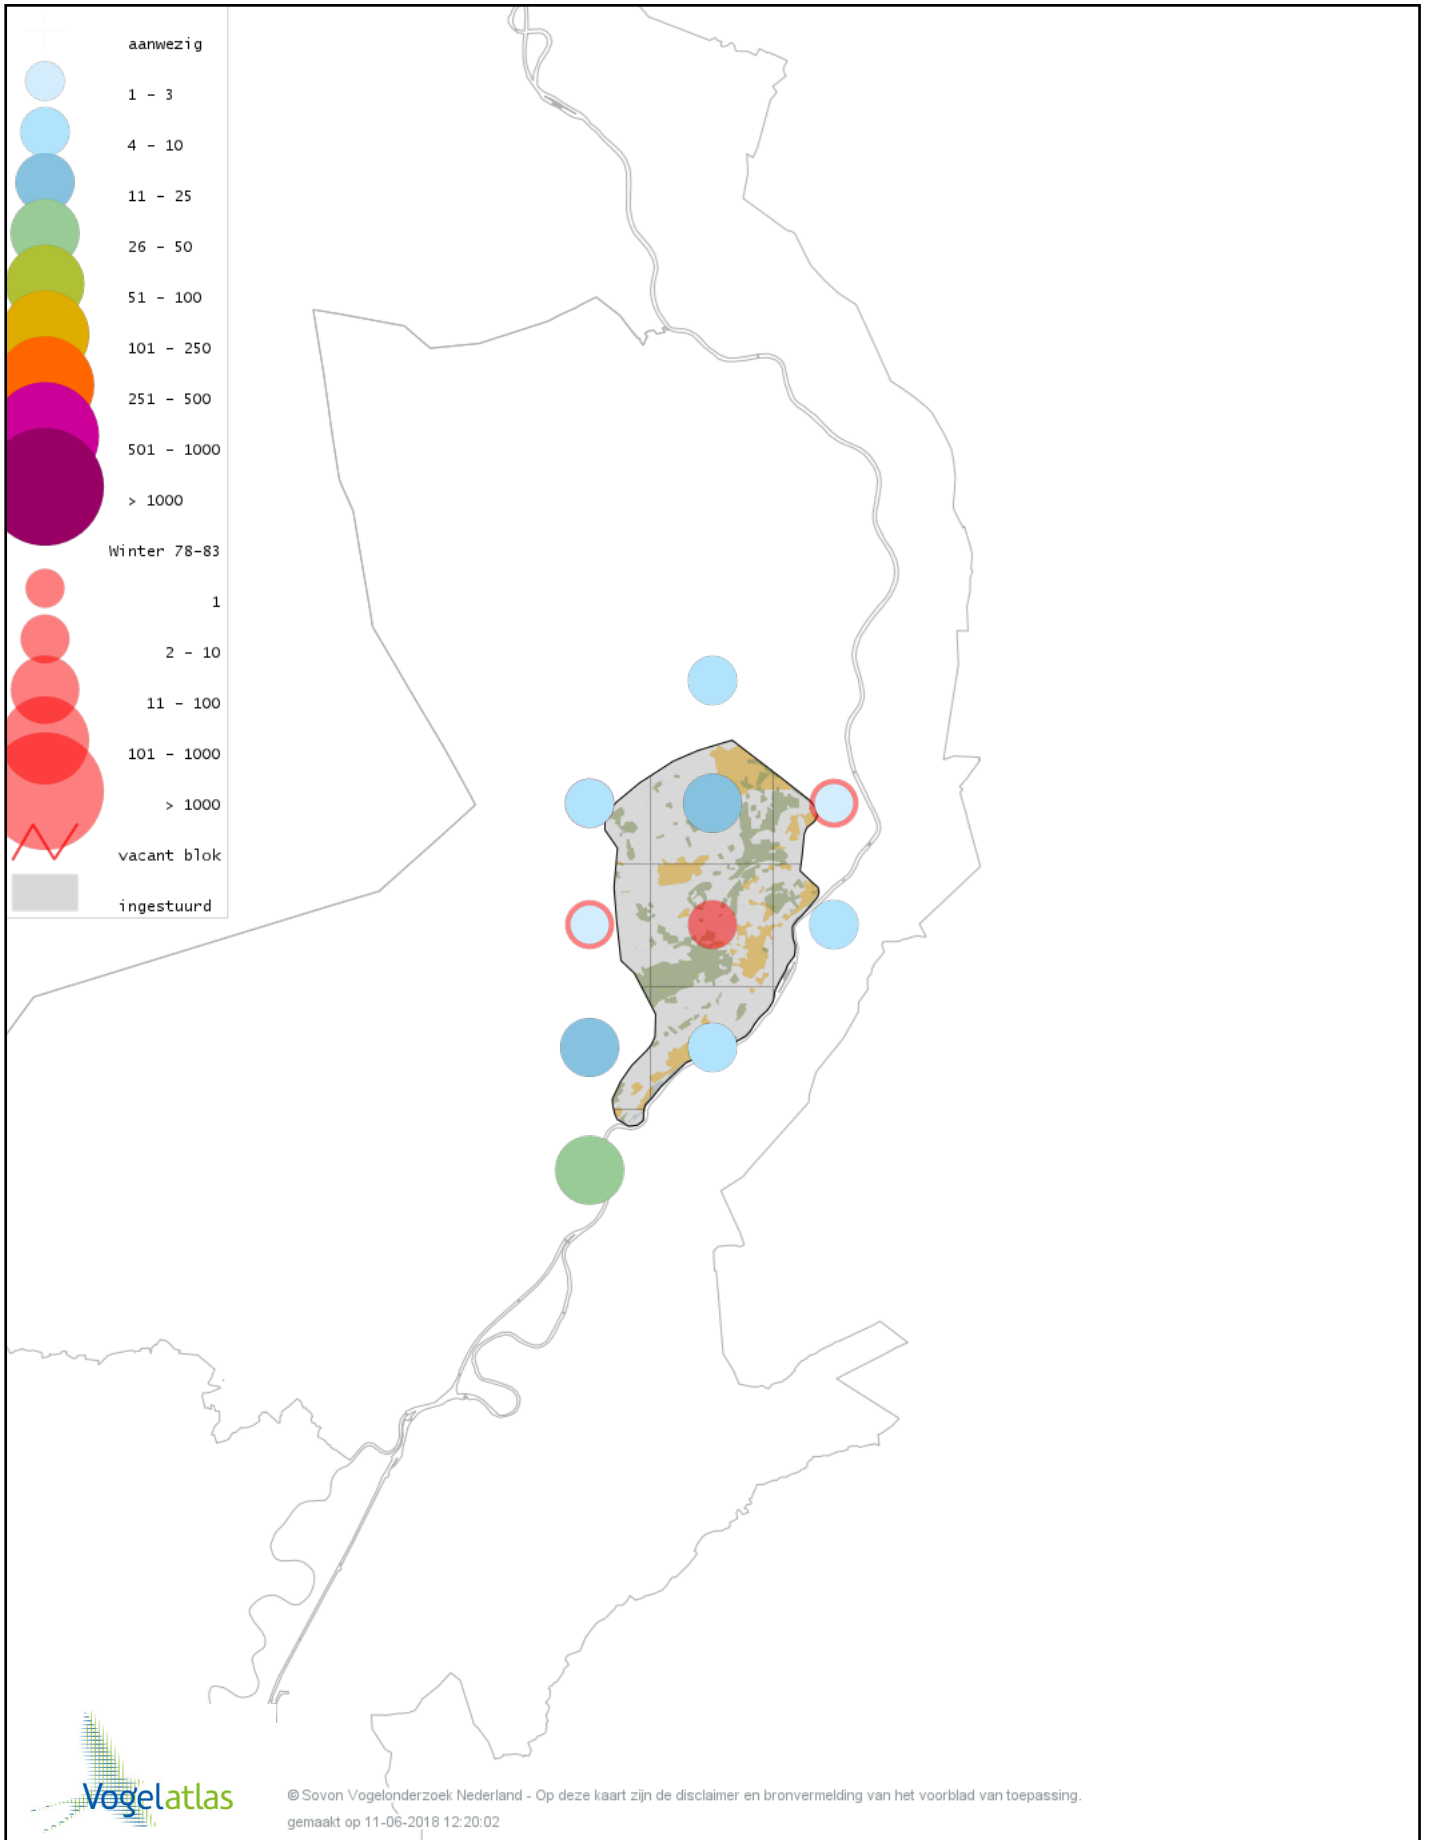 aanwezig
1 - 3
4 - 10
11 - 25
26 - 50
51 - 100
101 - 250
251 - 500
501 - 1000
> 1000
Winter 78-83
1
2 - 10
11 - 100
101 - 1000
> 1000
vacant blok
ingestuurd
Vogelatlas
© Sovon Vogelonderzoek Nederland - Op deze kaart zijn de disclaimer en bronvermelding van het voorblad van toepassing.
gemaakt op 11-06-2018 12:20:02